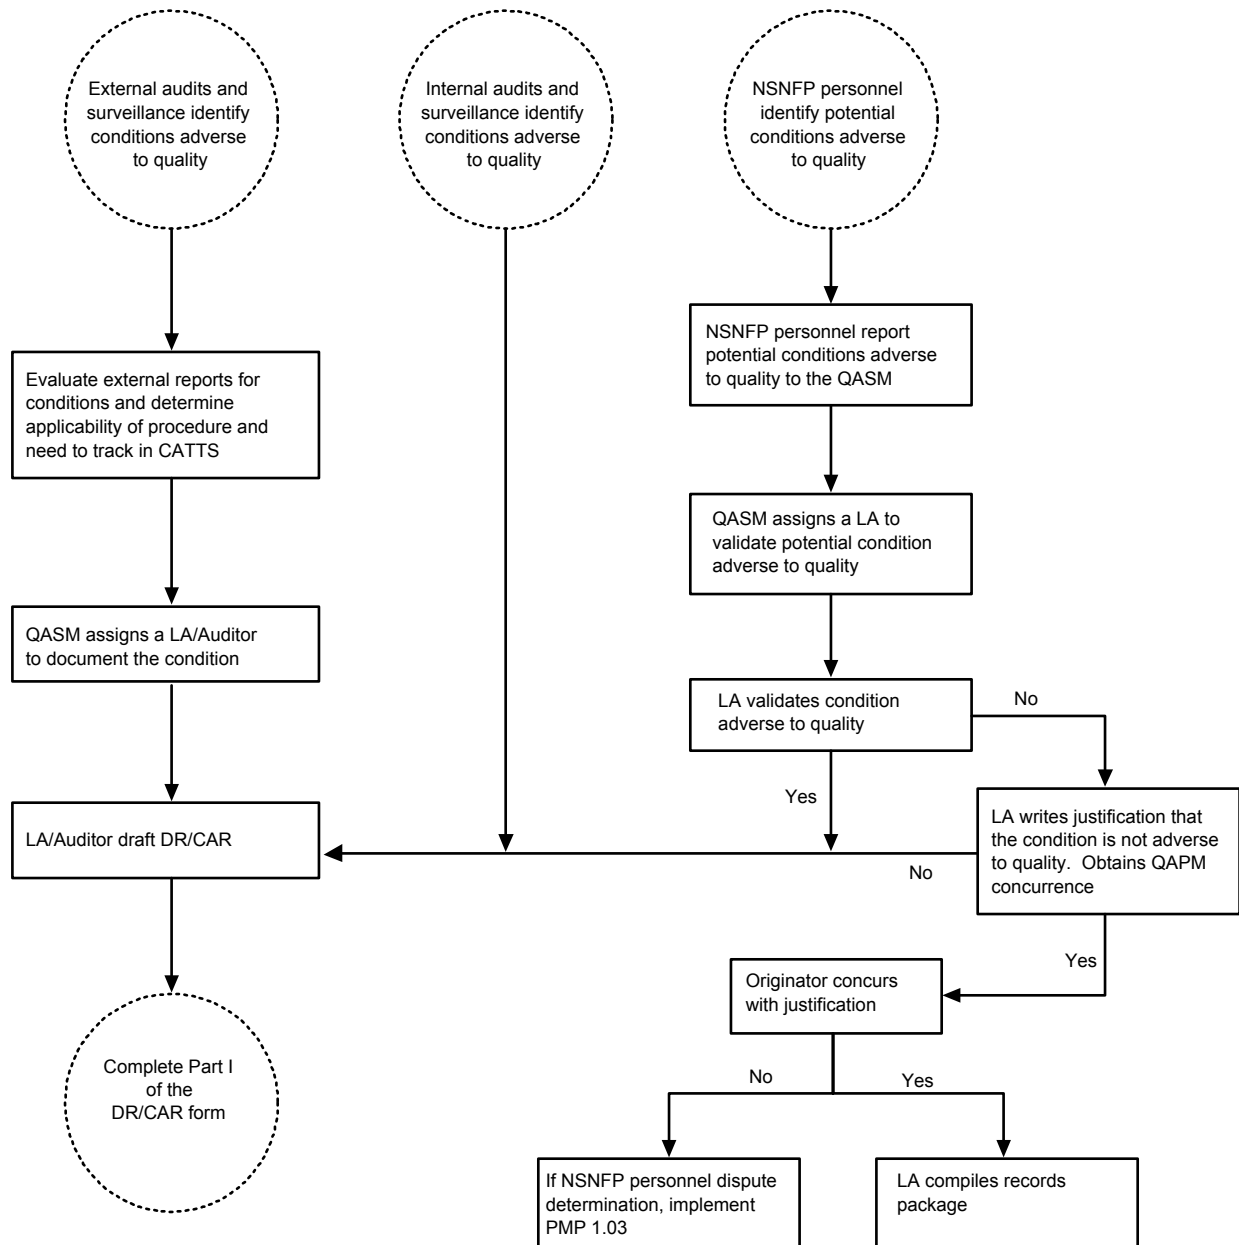 External audits and
surveillance identify
conditions adverse
to quality
Internal audits and
surveillance identify
conditions adverse
to quality
NSNFP personnel
identify potential
conditions adverse
to quality
NSNFP personnel report
potential conditions adverse
to quality to the QASM
Evaluate external reports for
conditions and determine
applicability of procedure and
need to track in CATTS
QASM assigns a LA to
validate potential condition
adverse to quality
QASM assigns a LA/Auditor
to document the condition
LA validates condition
adverse to quality
No
Yes
LA/Auditor draft DR/CAR
LA writes justification that
the condition is not adverse
to quality.  Obtains QAPM
concurrence
No
Yes
Originator concurs
with justification
Complete Part I
of the
DR/CAR form
No
Yes
If NSNFP personnel dispute
determination, implement
PMP 1.03
LA compiles records
package